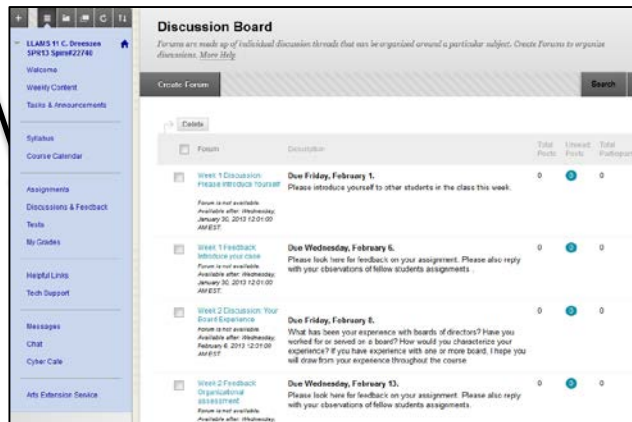 Discussion Board
Forums are made up of individual discussion threads that can be organized around a particular subject. Create Forums to organize
discussions. More Help
Create Forum
Search
Delete
Forum Description Total Posts Unread Posts Total
Week 1 Discussion: Please Introduce Yourself
Forum is not available.
Available after: Wednesday,
January 30, 2013 12:01:00
AM EST.
Due Friday, February 1.
Please introduce yourself to other students in the class this week.
0 0 0
Week 1 Feedback:
Introduce your case
Forum is not available.
Available after: Wednesday,
January 30, 2013 12:01:00
AM EST.
Due Wednesday, February 6.
Please look here for feedback on your assignment. Please also reply
with your observations of fellow students assignments.
0 0 0
Week 2 Discussion: Your
Board Experience
Forum is not available.
Available after: Wednesday,
February 6, 2013 12:01:00
AM EST.
Due Friday, February 8.
What has been your experience with boards of directors? Have you
worked for or served on a board? How would you characterize your
experience? If you have experience with one or more board, I hope you
will draw from your experience throughout the course
0 0 0
Week 2 Feedback:
Organizational
assessment
Forum is not available.
Available after: Wednesday,
Due Wednesday, February 13.
Please look here for feedback on your assignment. Please also reply
with your observations of fellow students assignments.
0 0 0
C. Dreeszen
Welcome
Weekly Content
Tasks & Announcements
Syllabus
Course Calendar
Assignments
Discussions & Feedback
Tests
My Grades
Helpful Links
Tech Support
Messages
Chat
Cyber Cafe
Arts Extension Service